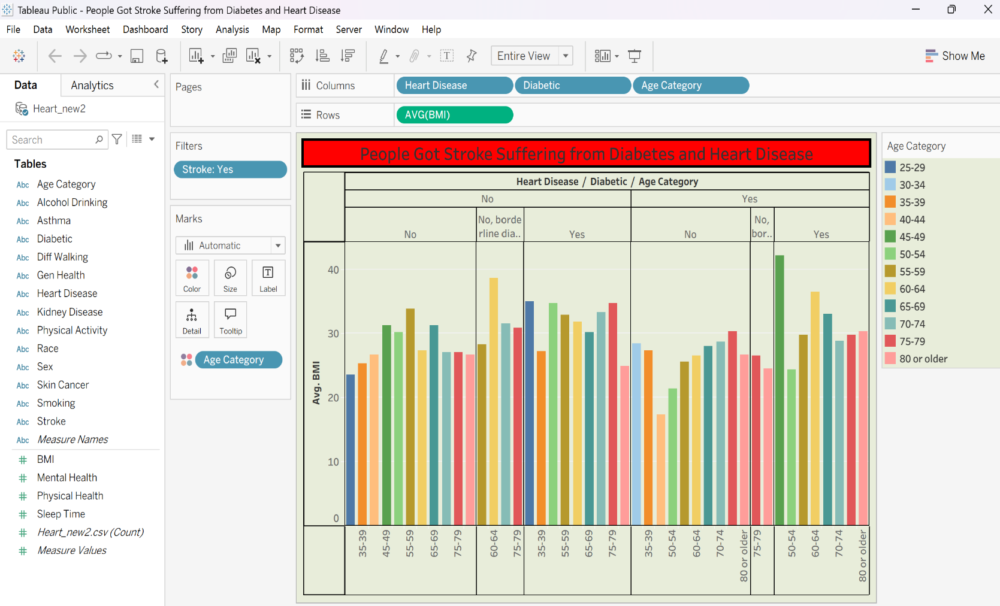 Tableau Public - People Got Stroke Suffering from Diabetes and Heart Disease
File Data Worksheet Dashboard Story Analysis Map Format Server Window Help
Entire View
Show Me
Data Analytics
Heart_new2
Search
Tables
Abc Age Category
Abc Alcohol Drinking
Abc Asthma
Abc Diabetic
Abc Diff Walking
Abc Gen Health
Abc Heart Disease
Abc Kidney Disease
Abc Physical Activity
Abc Race
Abc Sex
Abc Skin Cancer
Abc Smoking
Abc Stroke
Abc Measure Names
# BMI
# Mental Health
# Physical Health
# Sleep Time
# Heart_new2.csv (Count)
# Measure Values
Pages
Filters
Stroke: Yes
Marks
Automatic
Color Size Label
T
Detail Tooltip
Age Category
Columns Heart Disease Diabetic Age Category
Rows AVG(BMI)
People Got Stroke Suffering from Diabetes and Heart Disease
Heart Disease / Diabetic / Age Category
No Yes
No
No, borde
rline dia..
Yes
No
No,
bor..
Yes
Avg. BMI
40
30
20
10
0
35-39 45-49 55-59 65-69 75-79 60-64 75-79 35-39 55-59 65-69 75-79 35-39 50-54 60-64 70-74 80 or older 75-79 50-54 60-64 70-74 80 or older
Age Category
25-29
30-34
35-39
40-44
45-49
50-54
55-59
60-64
65-69
70-74
75-79
80 or older